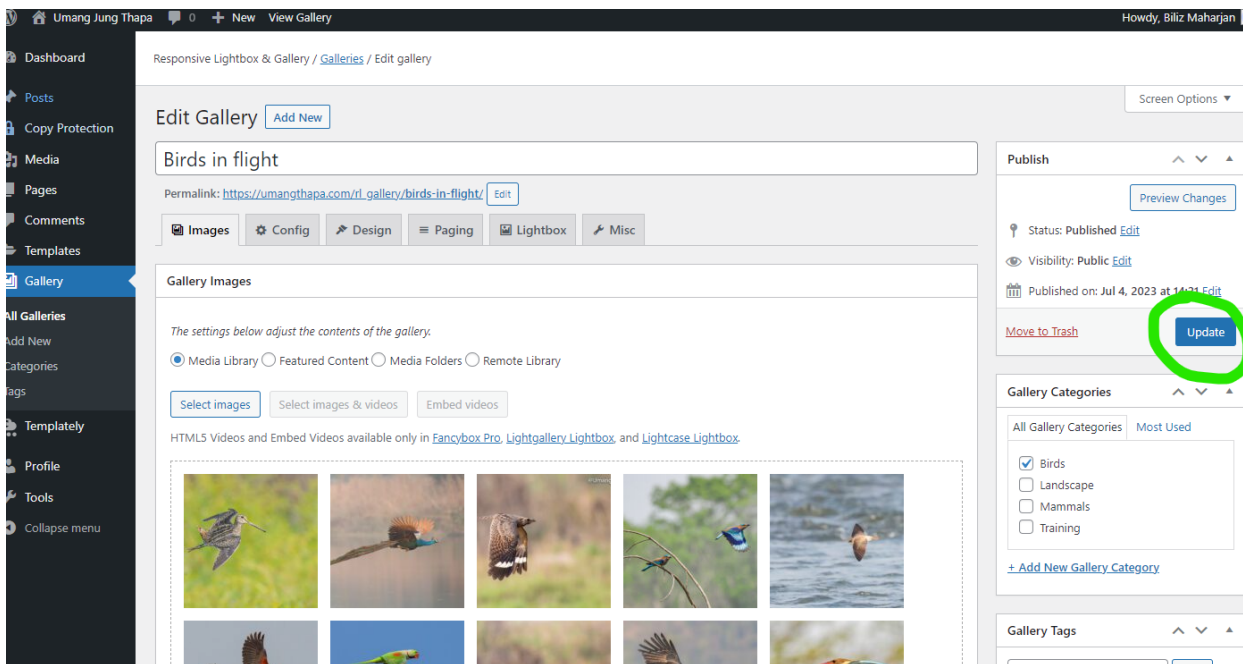 Umang Jung Thapa 0 + New View Gallery Howdy, Biliz Maharjan
Dashboard
Posts
Copy Protection
Media
Pages
Comments
Templates
Gallery
All Galleries
Add New
Categories
Tags
Templately
Profile
Tools
Collapse menu
Responsive Lightbox & Gallery / Galleries / Edit gallery
Screen Options ▼
Edit Gallery Add New
Birds in flight
Permalink: https://umangthapa.com/rl_gallery/birds-in-flight/ Edit
Images Config Design Paging Lightbox Misc
Gallery Images
The settings below adjust the contents of the gallery.
Media Library Featured Content Media Folders Remote Library
Select images Select images & videos Embed videos
HTML5 Videos and Embed Videos available only in Fancybox Pro, Lightgallery Lightbox, and Lightcase Lightbox.
Publish
Preview Changes
Status: Published Edit
Visibility: Public Edit
Published on: Jul 4, 2023 at 14:21 Edit
Move to Trash Update
Gallery Categories
All Gallery Categories Most Used
Birds
Landscape
Mammals
Training
+ Add New Gallery Category
Gallery Tags